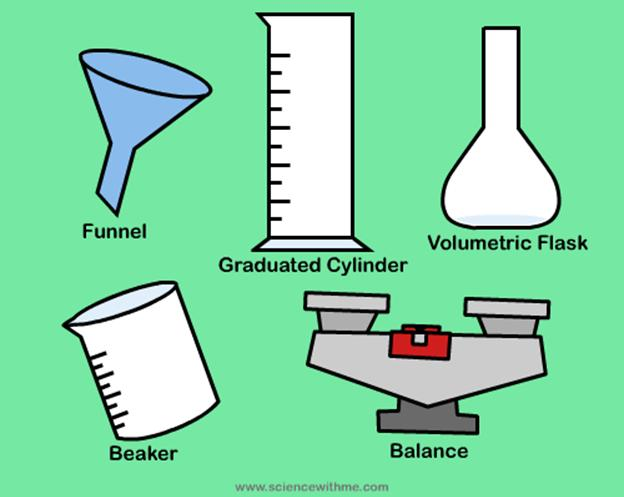 Funnel
Graduated Cylinder
Volumetric Flask
Beaker
Balance
www.sciencewithme.com